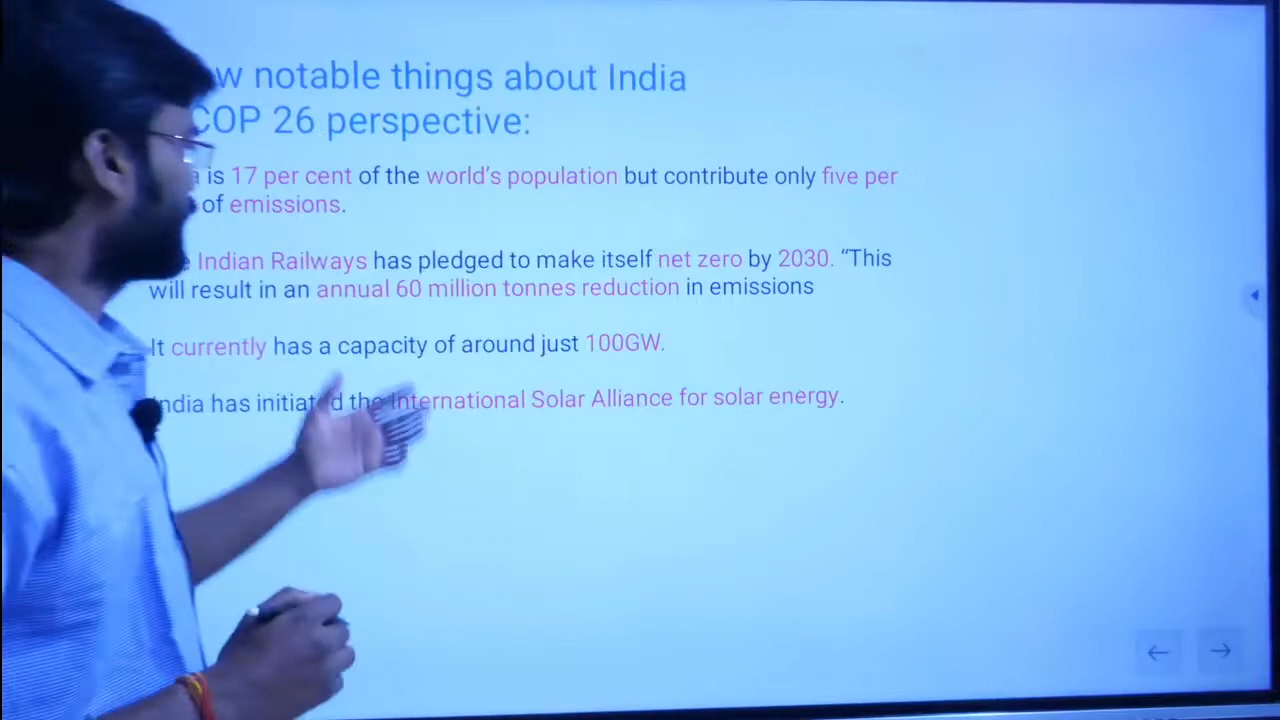 notable things about India
COP 26 perspective:
is 17 per cent of the world's population but contribute only five per
of emissions.
Indian Railways has pledged to make itself net zero by 2030. “This
will result in an annual 60 million tonnes reduction in emissions
It currently has a capacity of around just 100GW.
India has initiated the International Solar Alliance for solar energy.